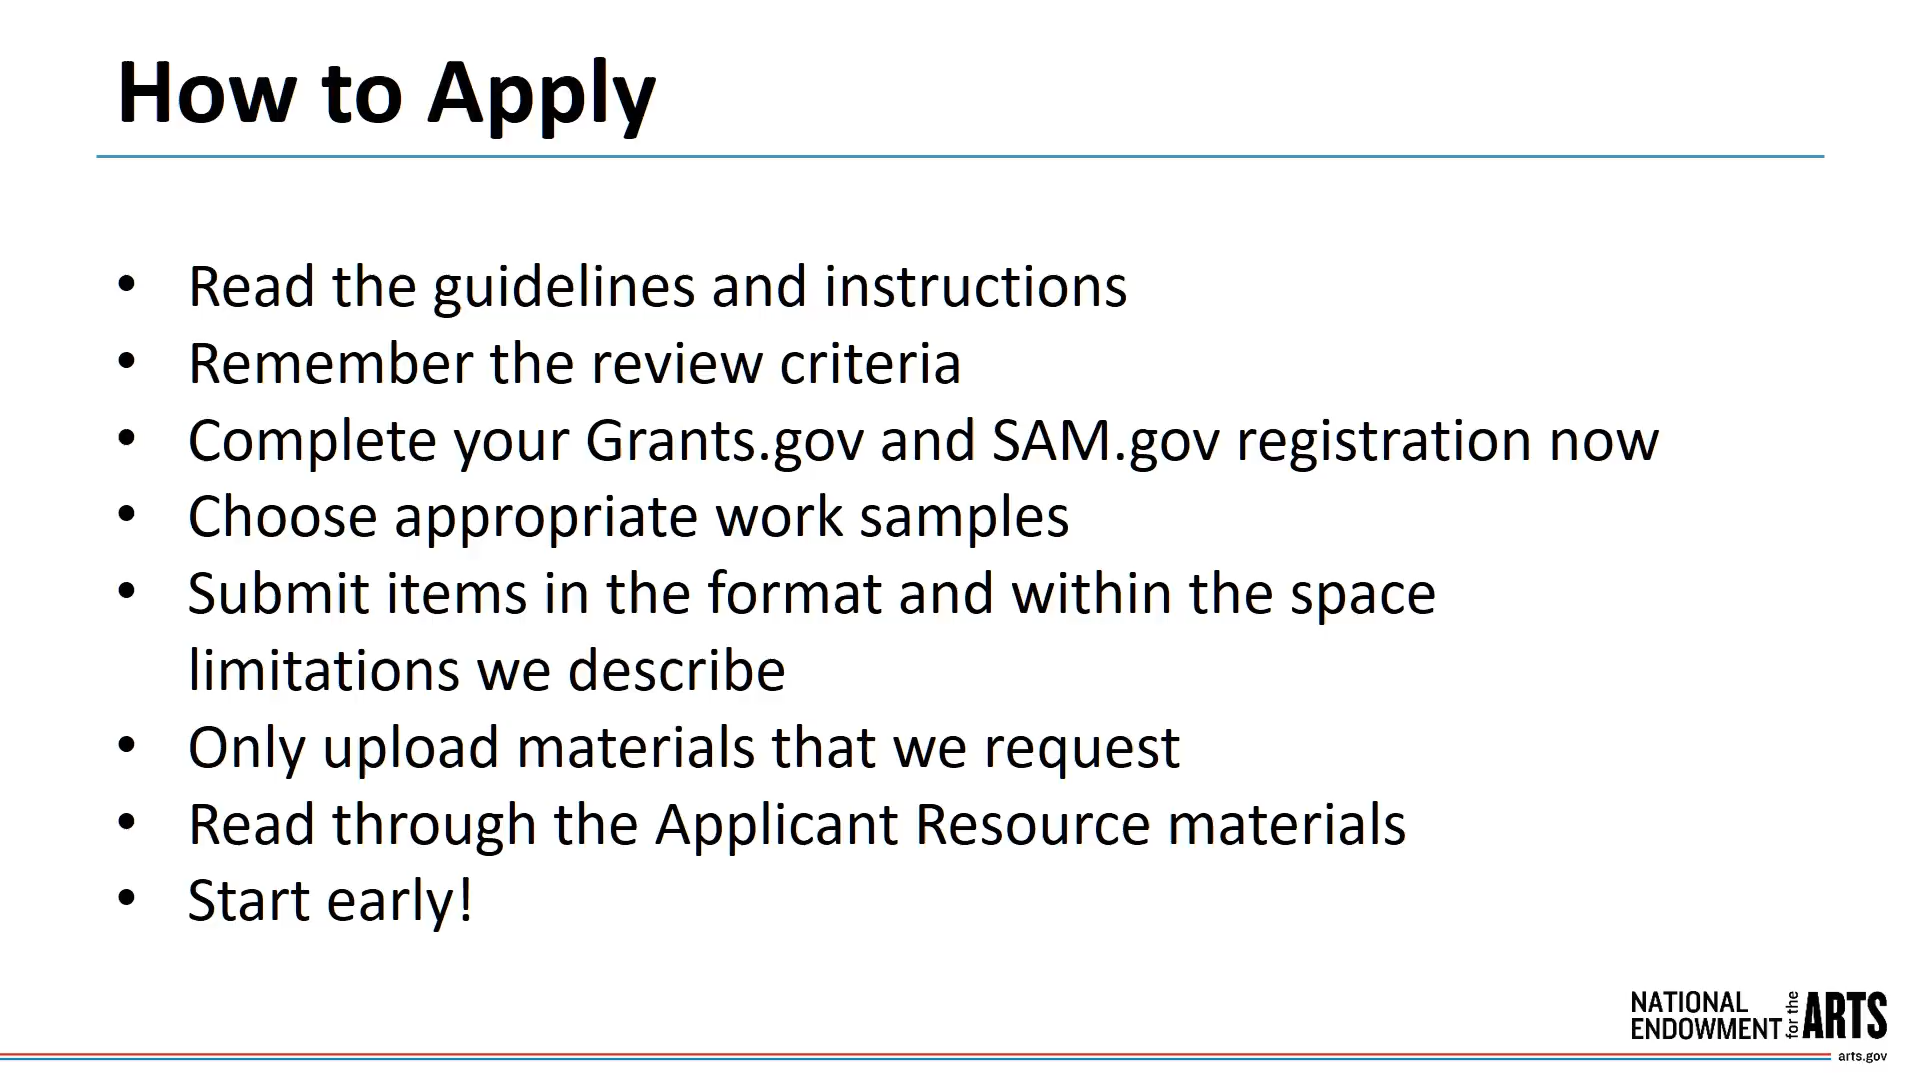 How to Apply
• Read the guidelines and instructions
• Remember the review criteria
• Complete your Grants.gov and SAM.gov registration now
• Choose appropriate work samples
• Submit items in the format and within the space
limitations we describe
• Only upload materials that we request
• Read through the Applicant Resource materials
• Start early!
NATIONAL
ENDOWMENT
for the
ARTS
arts.gov